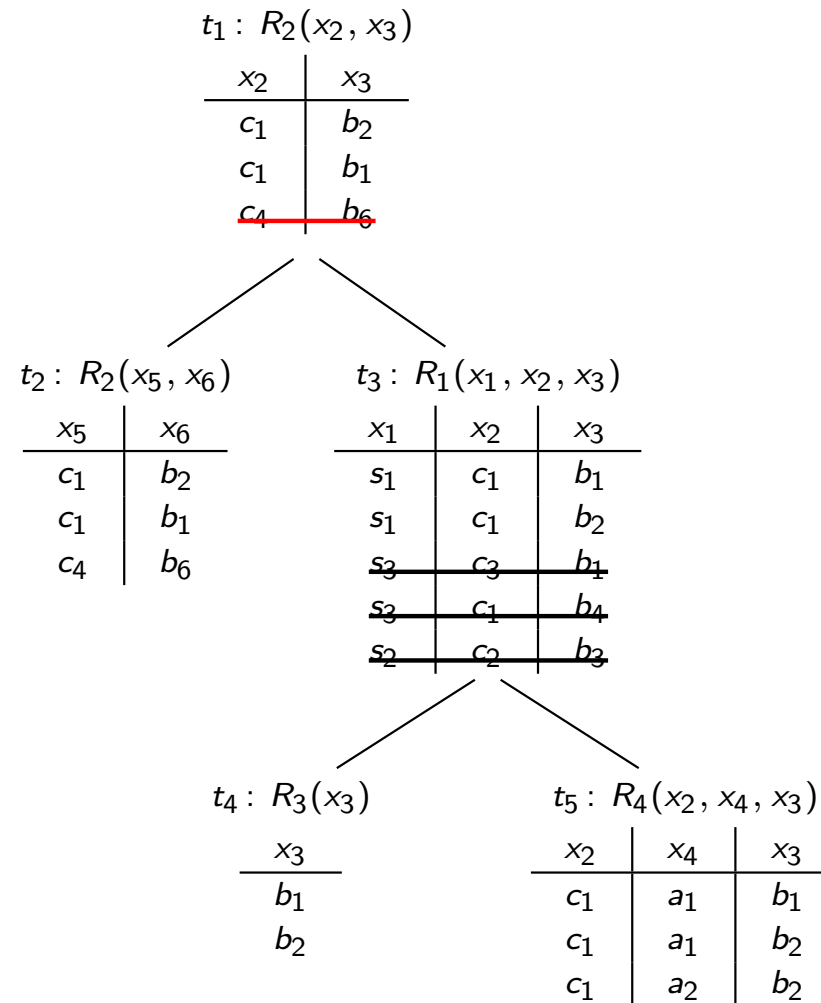 t₁ : R₂(x₂, x₃)
x₂ x₃
c₁ b₂
c₁ b₁
c₄ b₆
t₂ : R₂(x₅, x₆)
x₅ x₆
c₁ b₂
c₁ b₁
c₄ b₆
t₃ : R₁(x₁, x₂, x₃)
x₁ x₂ x₃
s₁ c₁ b₁
s₁ c₁ b₂
s₃ c₃ b₁
s₃ c₁ b₄
s₂ c₂ b₃
t₄ : R₃(x₃)
x₃
b₁
b₂
t₅ : R₄(x₂, x₄, x₃)
x₂ x₄ x₃
c₁ a₁ b₁
c₁ a₁ b₂
c₁ a₂ b₂